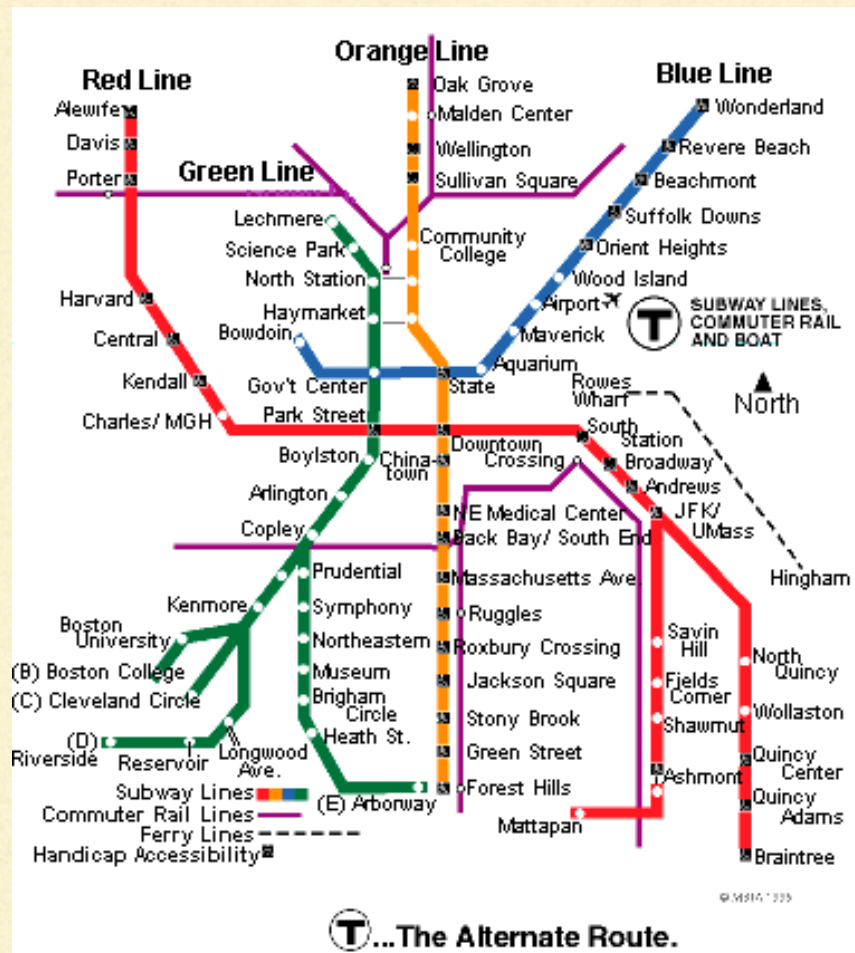 Orange Line
Red Line
Blue Line
Green Line
Alewife
Davis
Porter
Harvard
Central
Kendall
Charles/ MGH
Park Street
Downtown
Crossing
South
Station
Broadway
Andrews
JFK/
UMass
Savin
Hill
Fields
Corner
Shawmut
Ashmont
Mattapan
North
Quincy
Wollaston
Quincy
Center
Quincy
Adams
Braintree
Oak Grove
Malden Center
Wellington
Sullivan Square
Community
College
State
China-
town
NE Medical Center
Back Bay/ South End
Massachusetts Ave.
Ruggles
Roxbury Crossing
Jackson Square
Stony Brook
Green Street
Forest Hills
Wonderland
Revere Beach
Beachmont
Suffolk Downs
Orient Heights
Wood Island
Airport
Maverick
Aquarium
Bowdoin
Gov't Center
Lechmere
Science Park
North Station
Haymarket
Boylston
Arlington
Copley
Kenmore
Boston
University
(B) Boston College
(C) Cleveland Circle
(D)
Riverside
Reservoir
Longwood
Ave.
Prudential
Symphony
Northeastern
Museum
Brigham
Circle
Heath St.
(E) Arborway
T
SUBWAY LINES,
COMMUTER RAIL
AND BOAT
North
Rowes
Wharf
Hingham
Subway Lines
Commuter Rail Lines
Ferry Lines
Handicap Accessibility
T...The Alternate Route.